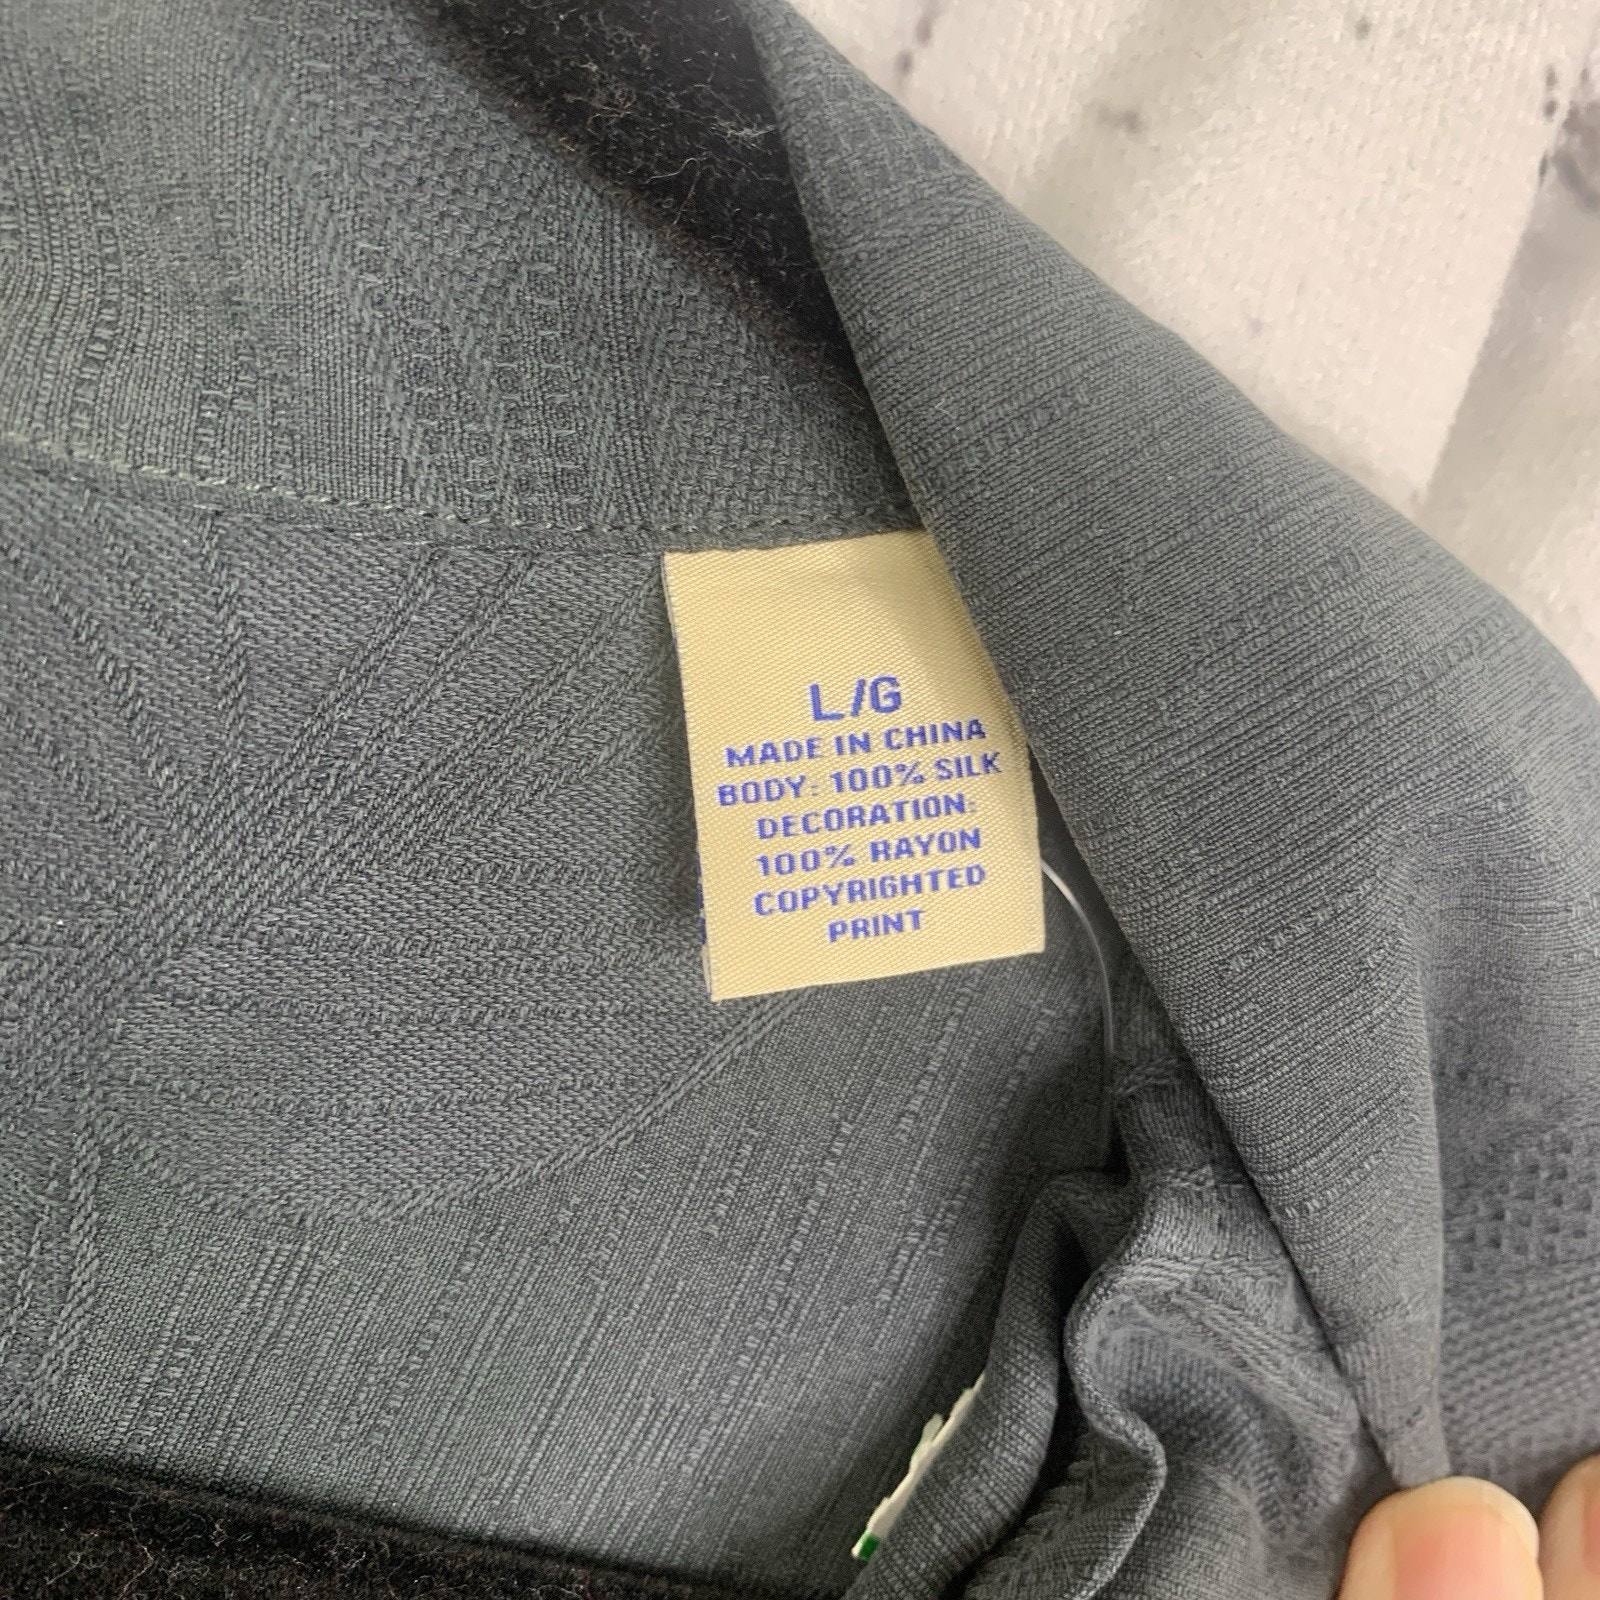 L/G
MADE IN CHINA
BODY: 100% SILK
DECORATION:
100% RAYON
COPYRIGHTED
PRINT